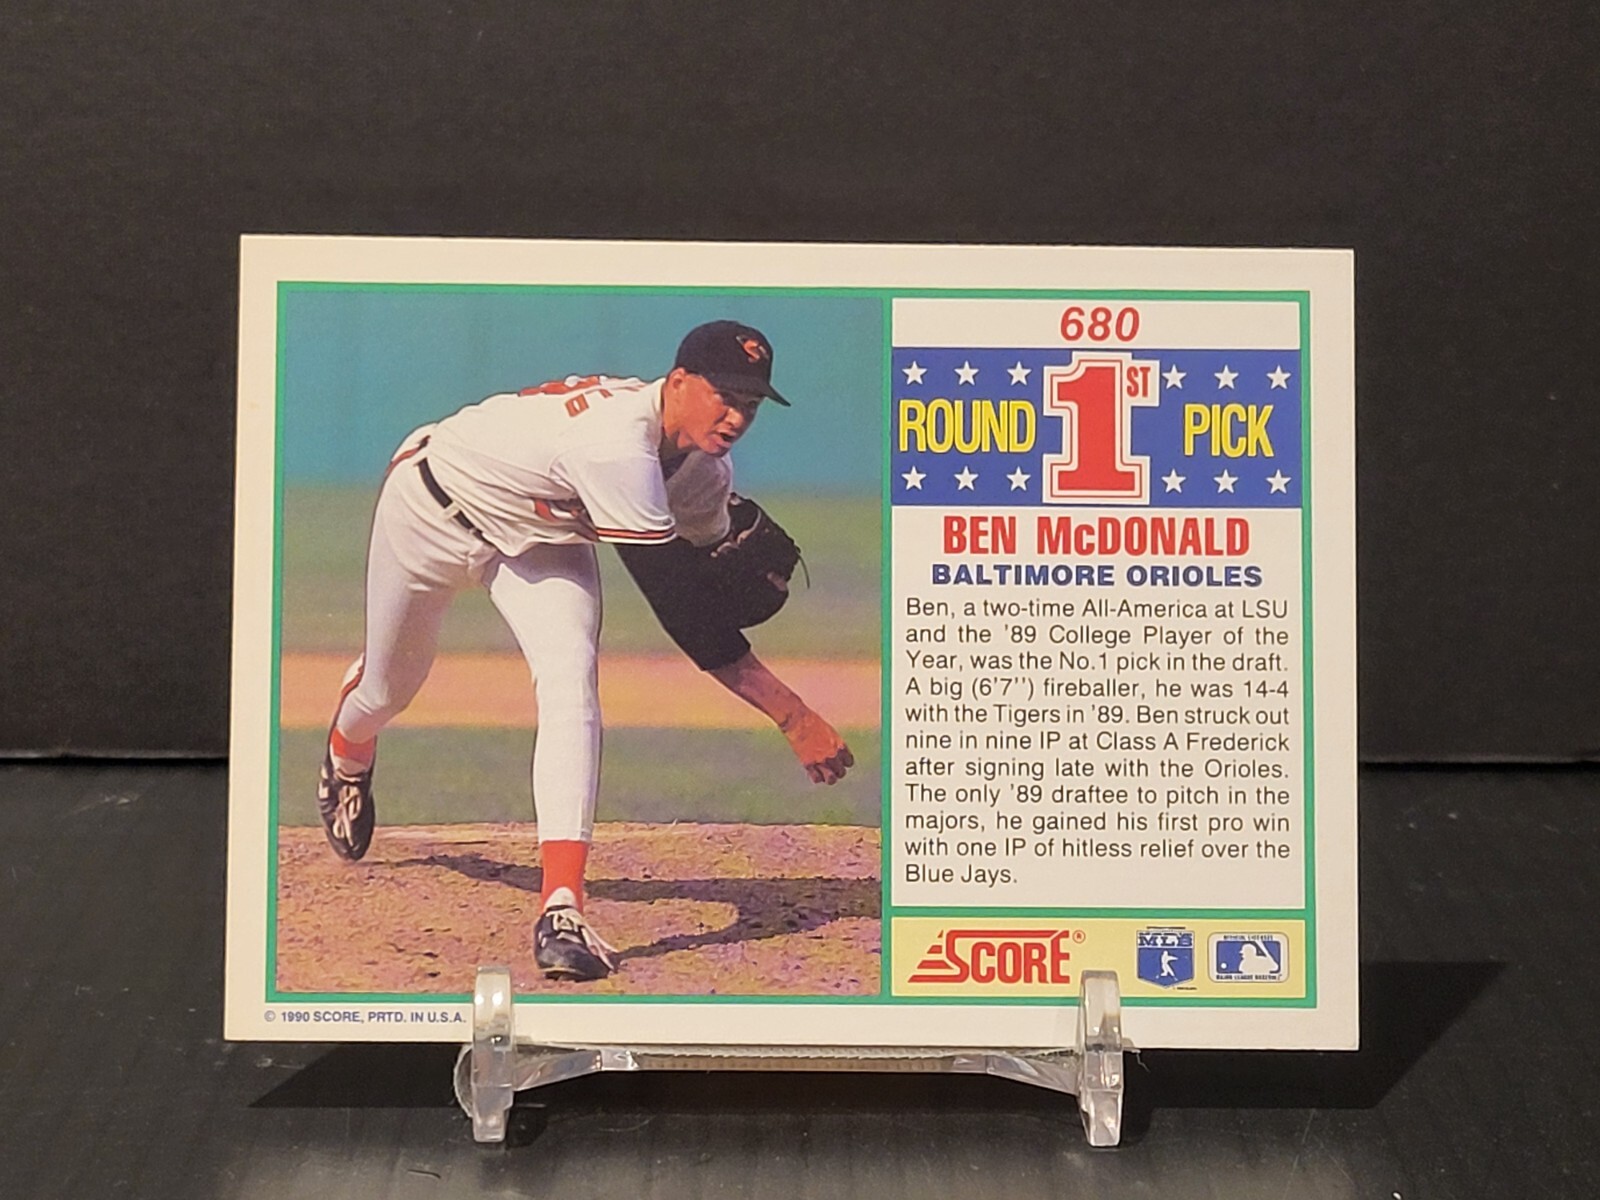 680
ROUND 1ST PICK
BEN McDONALD
BALTIMORE ORIOLES
Ben, a two-time All-America at LSU
and the '89 College Player of the
Year, was the No.1 pick in the draft.
A big (6'7'') fireballer, he was 14-4
with the Tigers in '89. Ben struck out
nine in nine IP at Class A Frederick
after signing late with the Orioles.
The only '89 draftee to pitch in the
majors, he gained his first pro win
with one IP of hitless relief over the
Blue Jays.
SCORE®
MLB
© 1990 SCORE, PRTD. IN U.S.A.